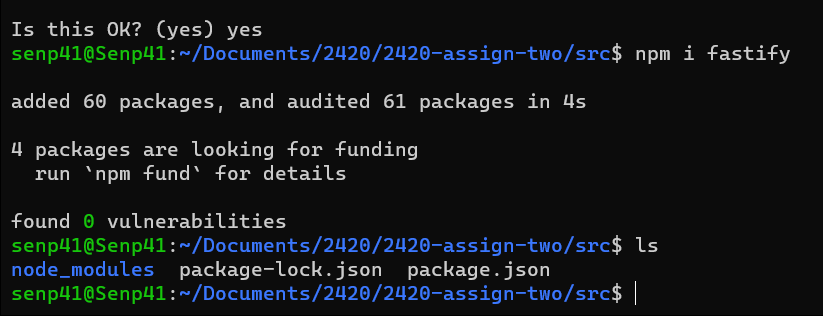 Is this OK? (yes) yes
senp41@Senp41:~/Documents/2420/2420-assign-two/src$ npm i fastify
added 60 packages, and audited 61 packages in 4s
4 packages are looking for funding
  run `npm fund` for details
found 0 vulnerabilities
senp41@Senp41:~/Documents/2420/2420-assign-two/src$ ls
node_modules  package-lock.json  package.json
senp41@Senp41:~/Documents/2420/2420-assign-two/src$